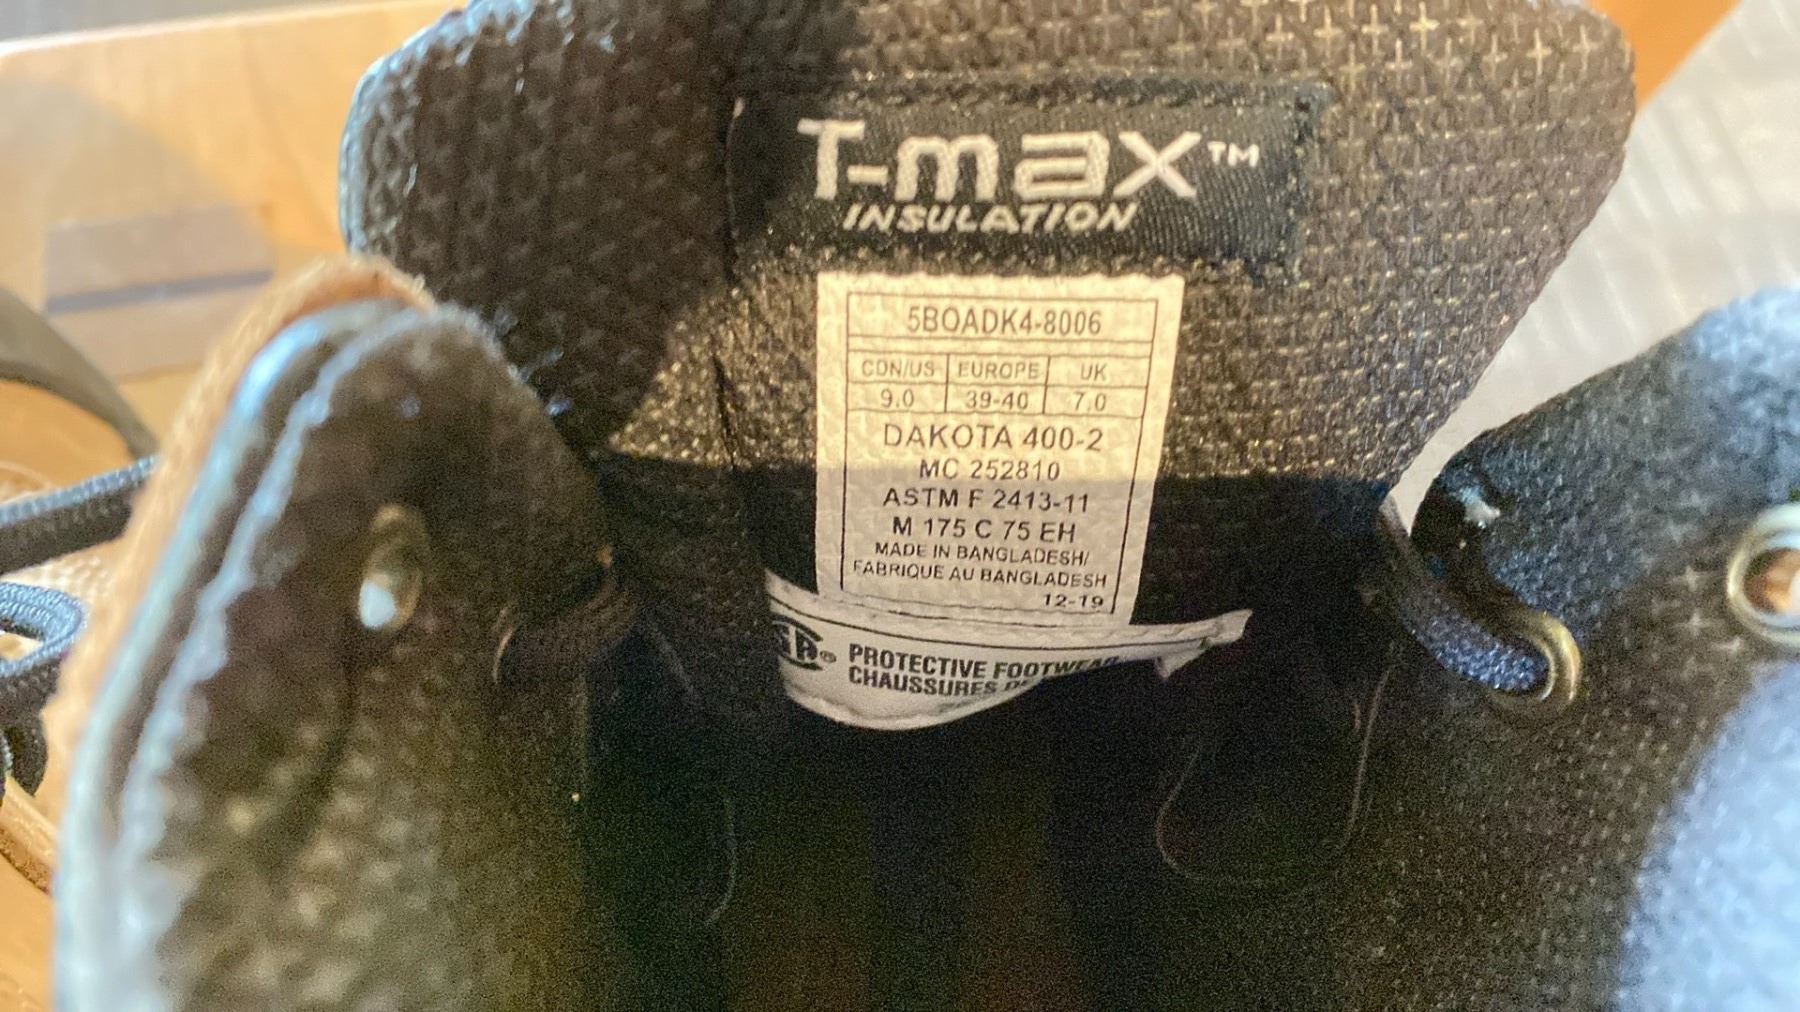 T-max™
INSULATION
5BOADK4-8006
CDN/US EUROPE UK
9.0 39-40 7.0
DAKOTA 400-2
MC 252810
ASTM F 2413-11
M 175 C 75 EH
MADE IN BANGLADESH/
FABRIQUE AU BANGLADESH
12-19
® PROTECTIVE FOOTWEAR
CHAUSSURES